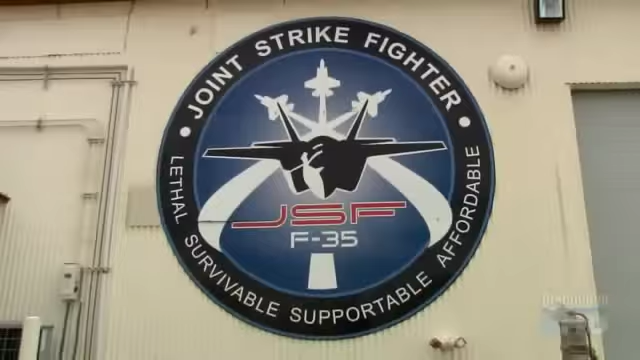 JOINT STRIKE FIGHTER
JSF
F-35
LETHAL SURVIVABLE SUPPORTABLE AFFORDABLE